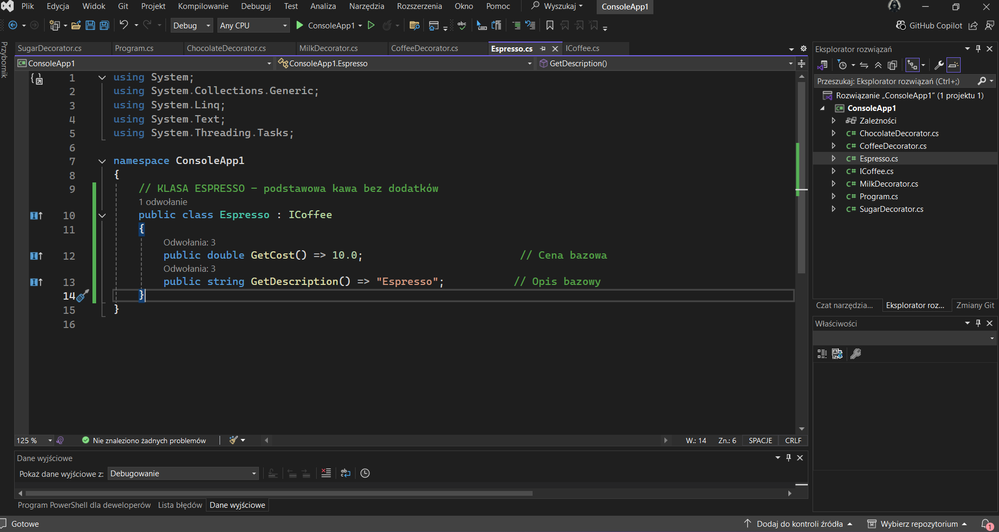 Plik Edycja Widok Git Projekt Kompilowanie Debuguj Test Analiza Narzędzia Rozszerzenia Okno Pomoc Wyszukaj ConsoleApp1
Debug Any CPU ConsoleApp1 GitHub Copilot
Przybornik
SugarDecorator.cs Program.cs ChocolateDecorator.cs MilkDecorator.cs CoffeeDecorator.cs Espresso.cs ICoffee.cs
ConsoleApp1 ConsoleApp1.Espresso GetDescription()
1 using System;
2 using System.Collections.Generic;
3 using System.Linq;
4 using System.Text;
5 using System.Threading.Tasks;
6
7 namespace ConsoleApp1
8 {
9 // KLASA ESPRESSO – podstawowa kawa bez dodatków
1 odwołanie
10 public class Espresso : ICoffee
11 {
Odwołania: 3
12 public double GetCost() => 10.0; // Cena bazowa
Odwołania: 3
13 public string GetDescription() => "Espresso"; // Opis bazowy
14 }
15 }
16
125 % Nie znaleziono żadnych problemów W.: 14 Zn.: 6 SPACJE CRLF
Dane wyjściowe
Pokaż dane wyjściowe z: Debugowanie
Program PowerShell dla deweloperów Lista błędów Dane wyjściowe
Eksplorator rozwiązań
Przeszukaj: Eksplorator rozwiązań (Ctrl+;)
Rozwiązanie „ConsoleApp1” (1 projektu 1)
C# ConsoleApp1
Zależności
C# ChocolateDecorator.cs
C# CoffeeDecorator.cs
C# Espresso.cs
C# ICoffee.cs
C# MilkDecorator.cs
C# Program.cs
C# SugarDecorator.cs
Czat narzędzia... Eksplorator roz... Zmiany Git
Właściwości
Gotowe Dodaj do kontroli źródła Wybierz repozytorium 1